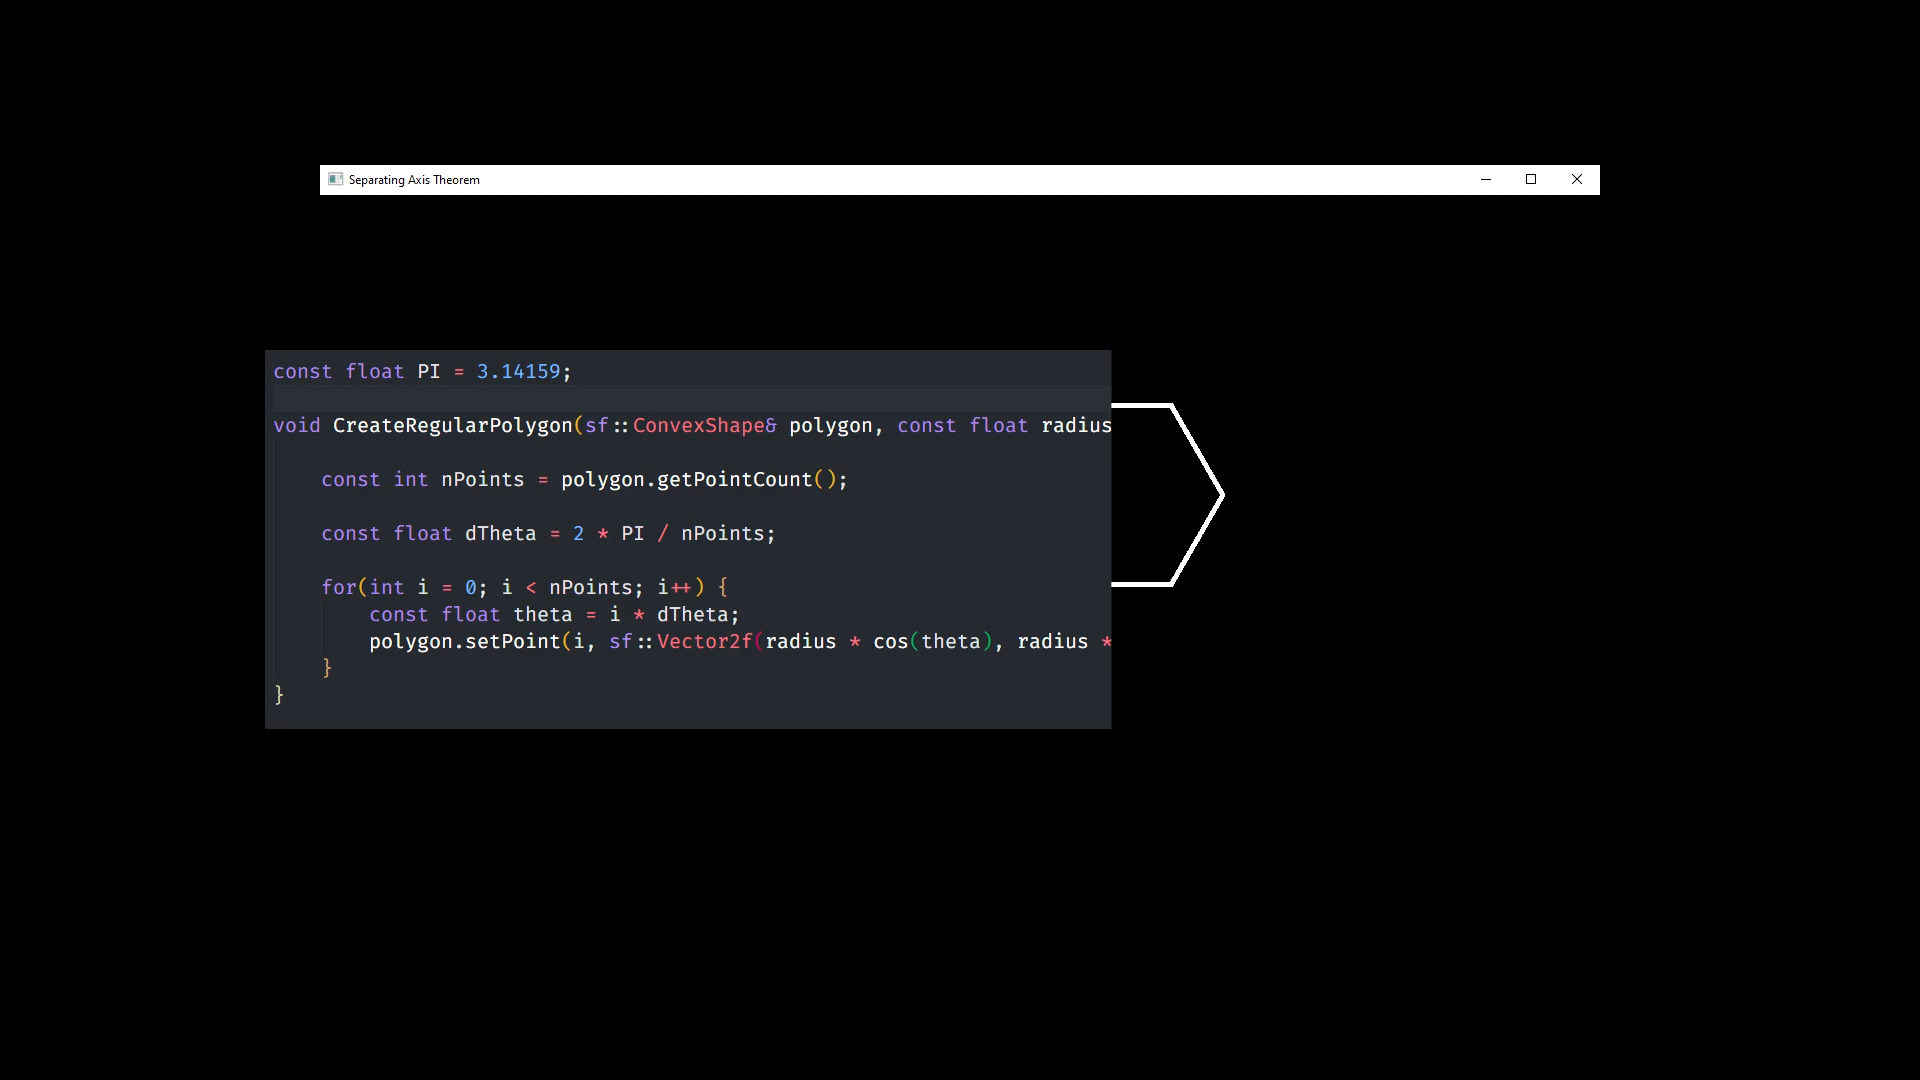 Separating Axis Theorem
const float PI = 3.14159;
void CreateRegularPolygon(sf::ConvexShape& polygon, const float radius
const int nPoints = polygon.getPointCount();
const float dTheta = 2 * PI / nPoints;
for(int i = 0; i < nPoints; i++) {
const float theta = i * dTheta;
polygon.setPoint(i, sf::Vector2f(radius * cos(theta), radius *
}
}